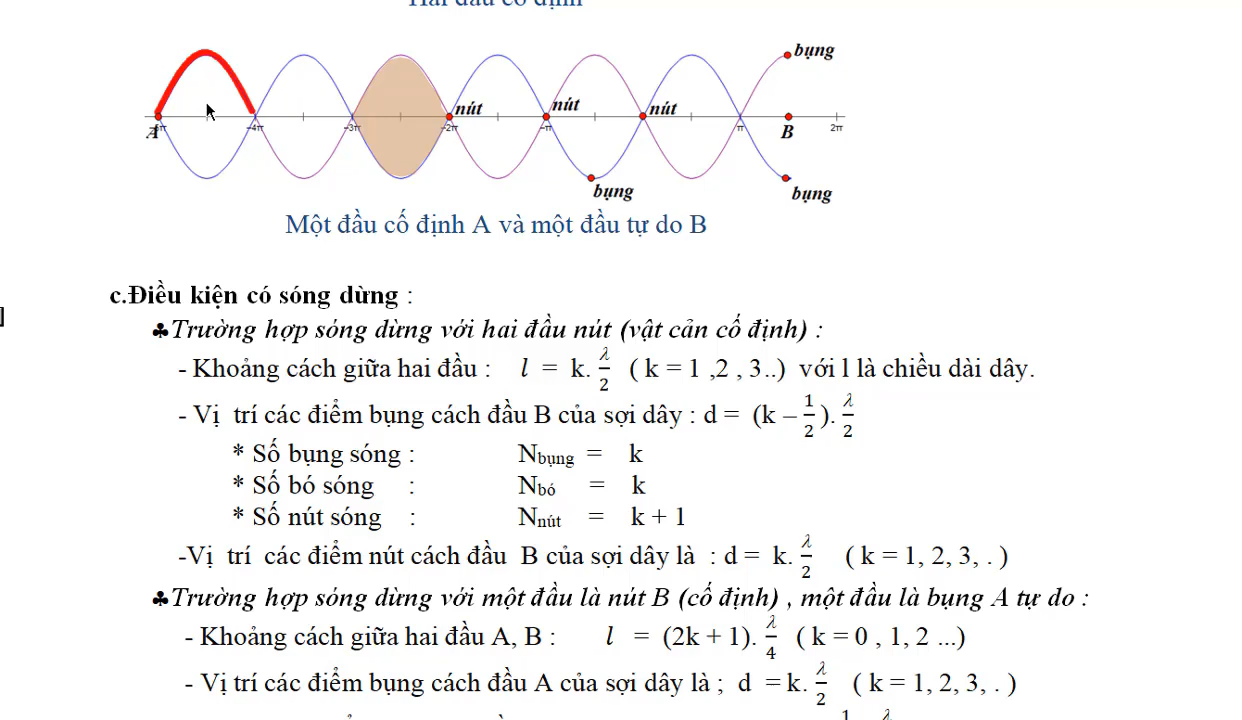 Hai đầu cố định
bụng
nút nút nút
-4π -3π -2π -π π 2π
A B
bụng bụng
Một đầu cố định A và một đầu tự do B
c.Điều kiện có sóng dừng :
♣Trường hợp sóng dừng với hai đầu nút (vật cản cố định) :
- Khoảng cách giữa hai đầu : l = k. λ/2 ( k = 1 ,2 , 3..) với l là chiều dài dây.
- Vị trí các điểm bụng cách đầu B của sợi dây : d = (k – 1/2 ). λ/2
* Số bụng sóng : Nbụng = k
* Số bó sóng : Nbó = k
* Số nút sóng : Nnút = k + 1
-Vị trí các điểm nút cách đầu B của sợi dây là : d = k. λ/2 ( k = 1, 2, 3, . )
♣Trường hợp sóng dừng với một đầu là nút B (cố định) , một đầu là bụng A tự do :
- Khoảng cách giữa hai đầu A, B : l = (2k + 1). λ/4 ( k = 0 , 1, 2 ...)
- Vị trí các điểm bụng cách đầu A của sợi dây là ; d = k. λ/2 ( k = 1, 2, 3, . )